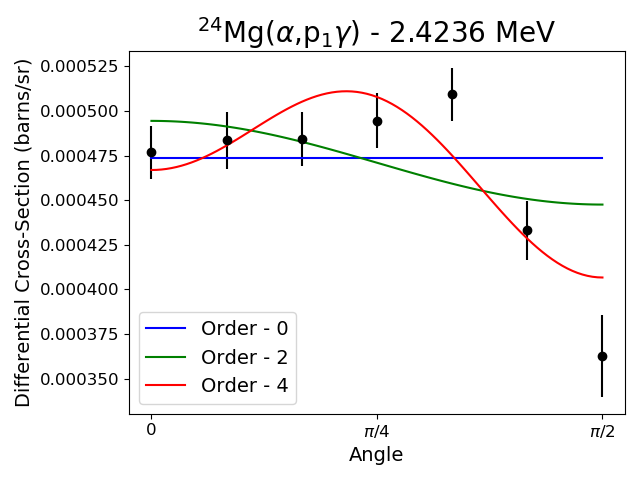 ²⁴Mg(α,p₁γ) - 2.4236 MeV
Differential Cross-Section (barns/sr)
0.000525
0.000500
0.000475
0.000450
0.000425
0.000400
0.000375
0.000350
Order - 0
Order - 2
Order - 4
0
π/4
π/2
Angle